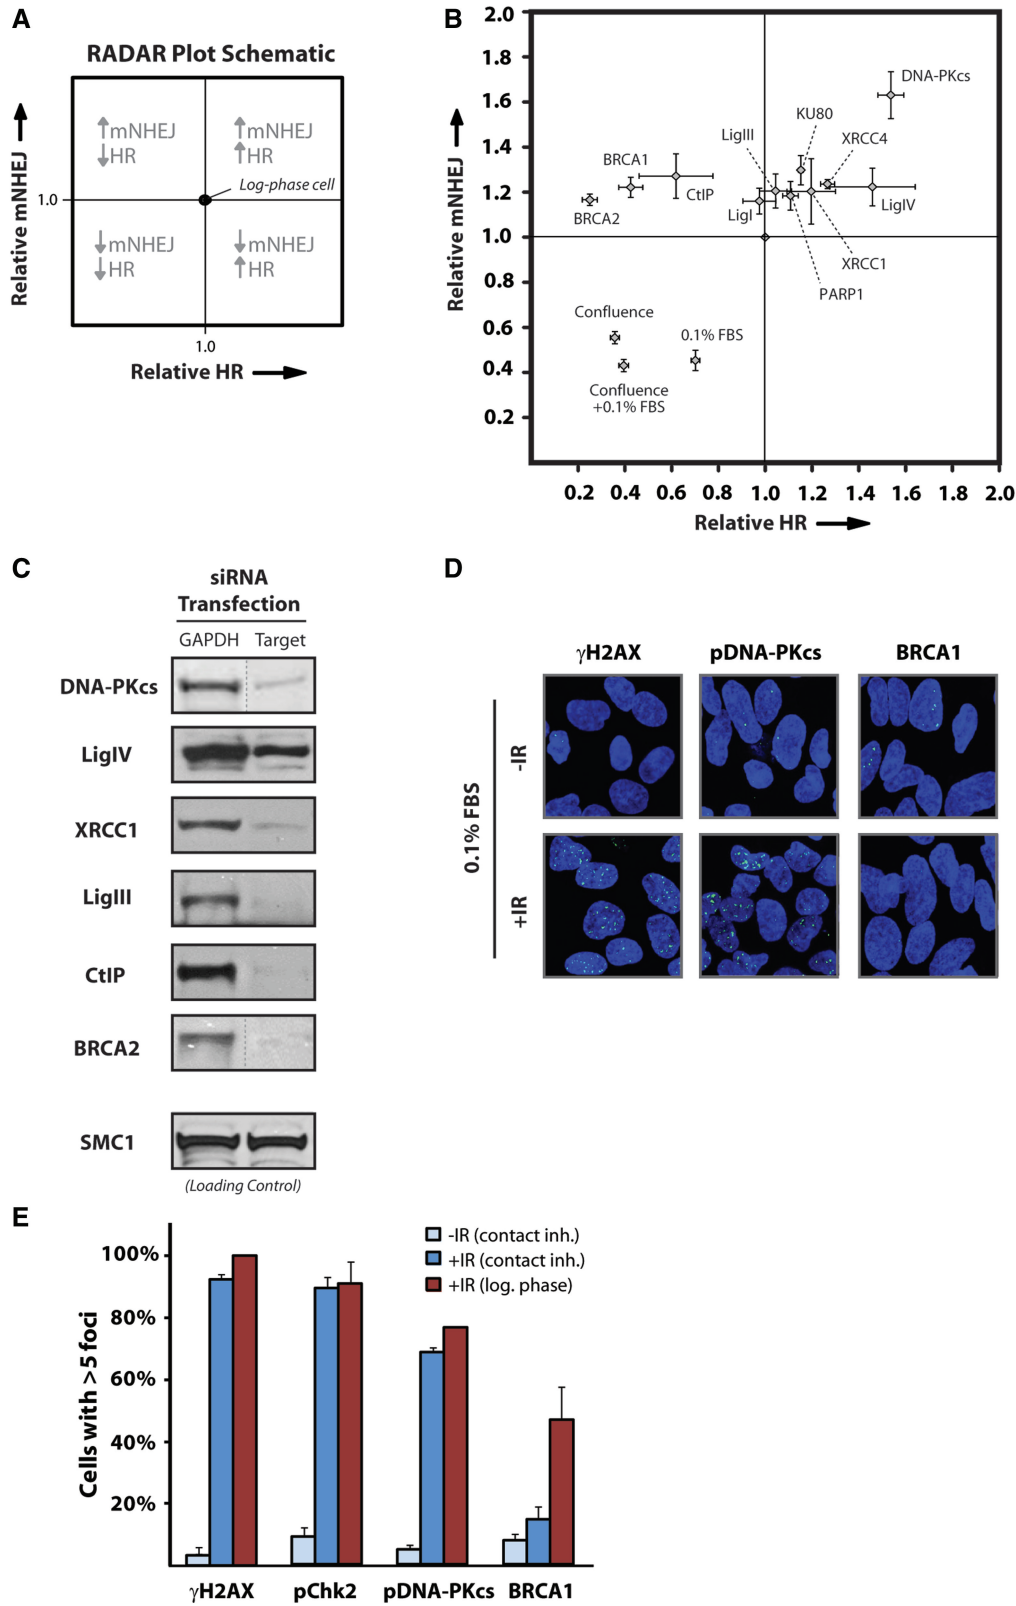 A
RADAR Plot Schematic
Relative mNHEJ
↑mNHEJ
↓HR
↑mNHEJ
↑HR
Log-phase cell
1.0
↓mNHEJ
↓HR
↓mNHEJ
↑HR
1.0
Relative HR
B
Relative mNHEJ
2.0
1.8
1.6
1.4
1.2
1.0
0.8
0.6
0.4
0.2
DNA-PKcs
KU80
LigIII
XRCC4
BRCA1
CtIP
BRCA2
LigI
LigIV
XRCC1
PARP1
Confluence
0.1% FBS
Confluence
+0.1% FBS
0.2 0.4 0.6 0.8 1.0 1.2 1.4 1.6 1.8 2.0
Relative HR
C
siRNA
Transfection
GAPDH Target
DNA-PKcs
LigIV
XRCC1
LigIII
CtIP
BRCA2
SMC1
(Loading Control)
D
γH2AX pDNA-PKcs BRCA1
0.1% FBS
-IR
+IR
E
Cells with >5 foci
100%
80%
60%
40%
20%
-IR (contact inh.)
+IR (contact inh.)
+IR (log. phase)
γH2AX pChk2 pDNA-PKcs BRCA1